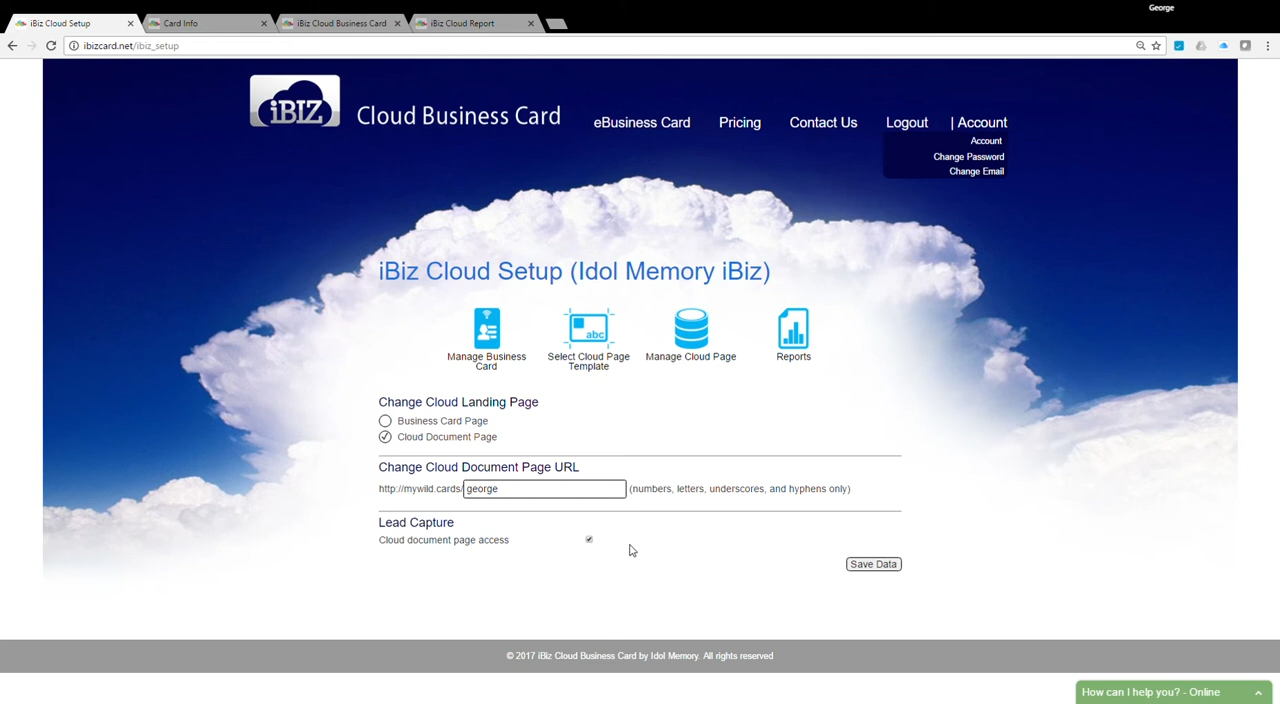 George
iBiz Cloud Setup
Card Info
iBiz Cloud Business Card
iBiz Cloud Report
ibizcard.net/ibiz_setup
iBIZ
Cloud Business Card
eBusiness Card
Pricing
Contact Us
Logout
| Account
Account
Change Password
Change Email
iBiz Cloud Setup (Idol Memory iBiz)
abc
Manage Business
Card
Select Cloud Page
Template
Manage Cloud Page
Reports
Change Cloud Landing Page
Business Card Page
Cloud Document Page
Change Cloud Document Page URL
http://mywild.cards/ george (numbers, letters, underscores, and hyphens only)
Lead Capture
Cloud document page access
Save Data
© 2017 iBiz Cloud Business Card by Idol Memory. All rights reserved
How can I help you? - Online